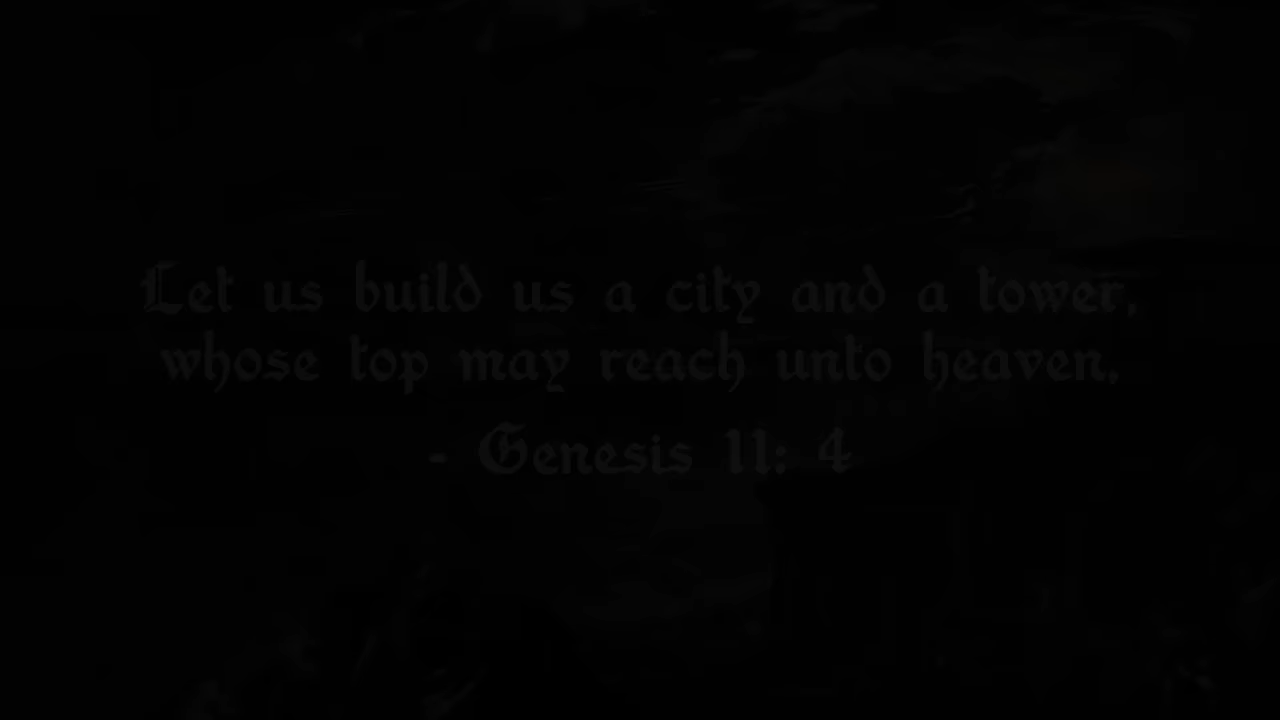 Let us build us a city and a tower,
whose top may reach unto heaven,
- Genesis 11: 4